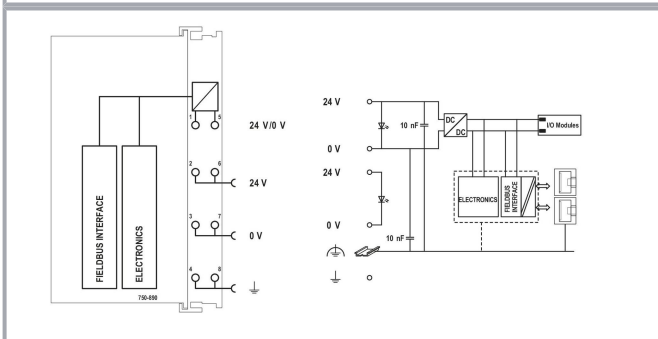 1 5
24 V/0 V
2 6
24 V
3 7
0 V
4 8
FIELDBUS INTERFACE
ELECTRONICS
750-890
24 V
10 nF
DC
DC
I/O Modules
0 V
24 V
ELECTRONICS
FIELDBUS
INTERFACE
0 V
10 nF